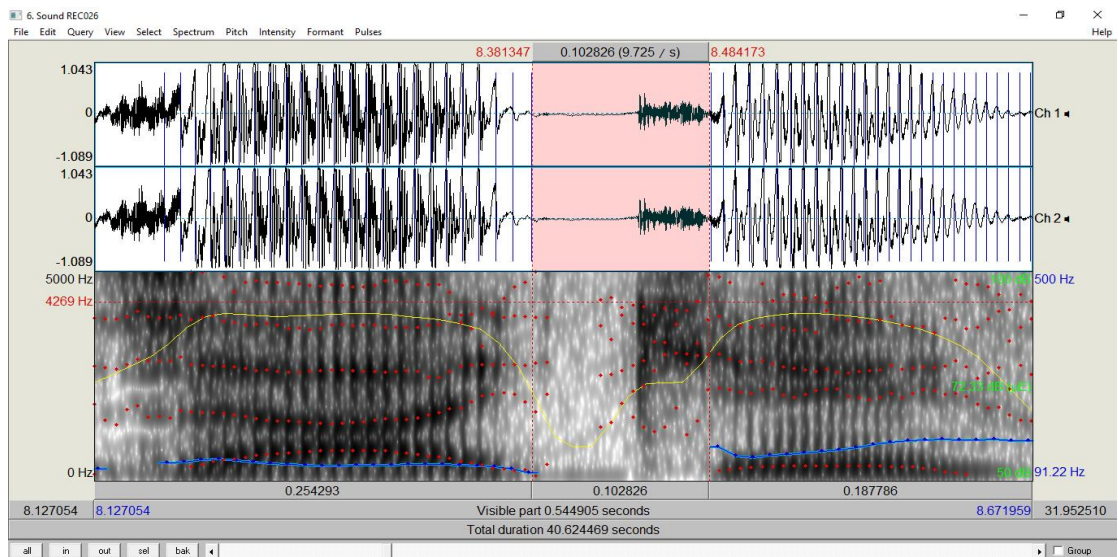 6. Sound REC026
File Edit Query View Select Spectrum Pitch Intensity Formant Pulses Help
8.381347 0.102826 (9.725 / s) 8.484173
1.043
0 Ch 1
-1.089
1.043
0 Ch 2
-1.089
5000 Hz 500 Hz
4269 Hz
0 Hz 50 dB 91.22 Hz
0.254293 0.102826 0.187786
8.127054 8.127054 Visible part 0.544905 seconds 8.671959 31.952510
Total duration 40.624469 seconds
all in out sel bak Group